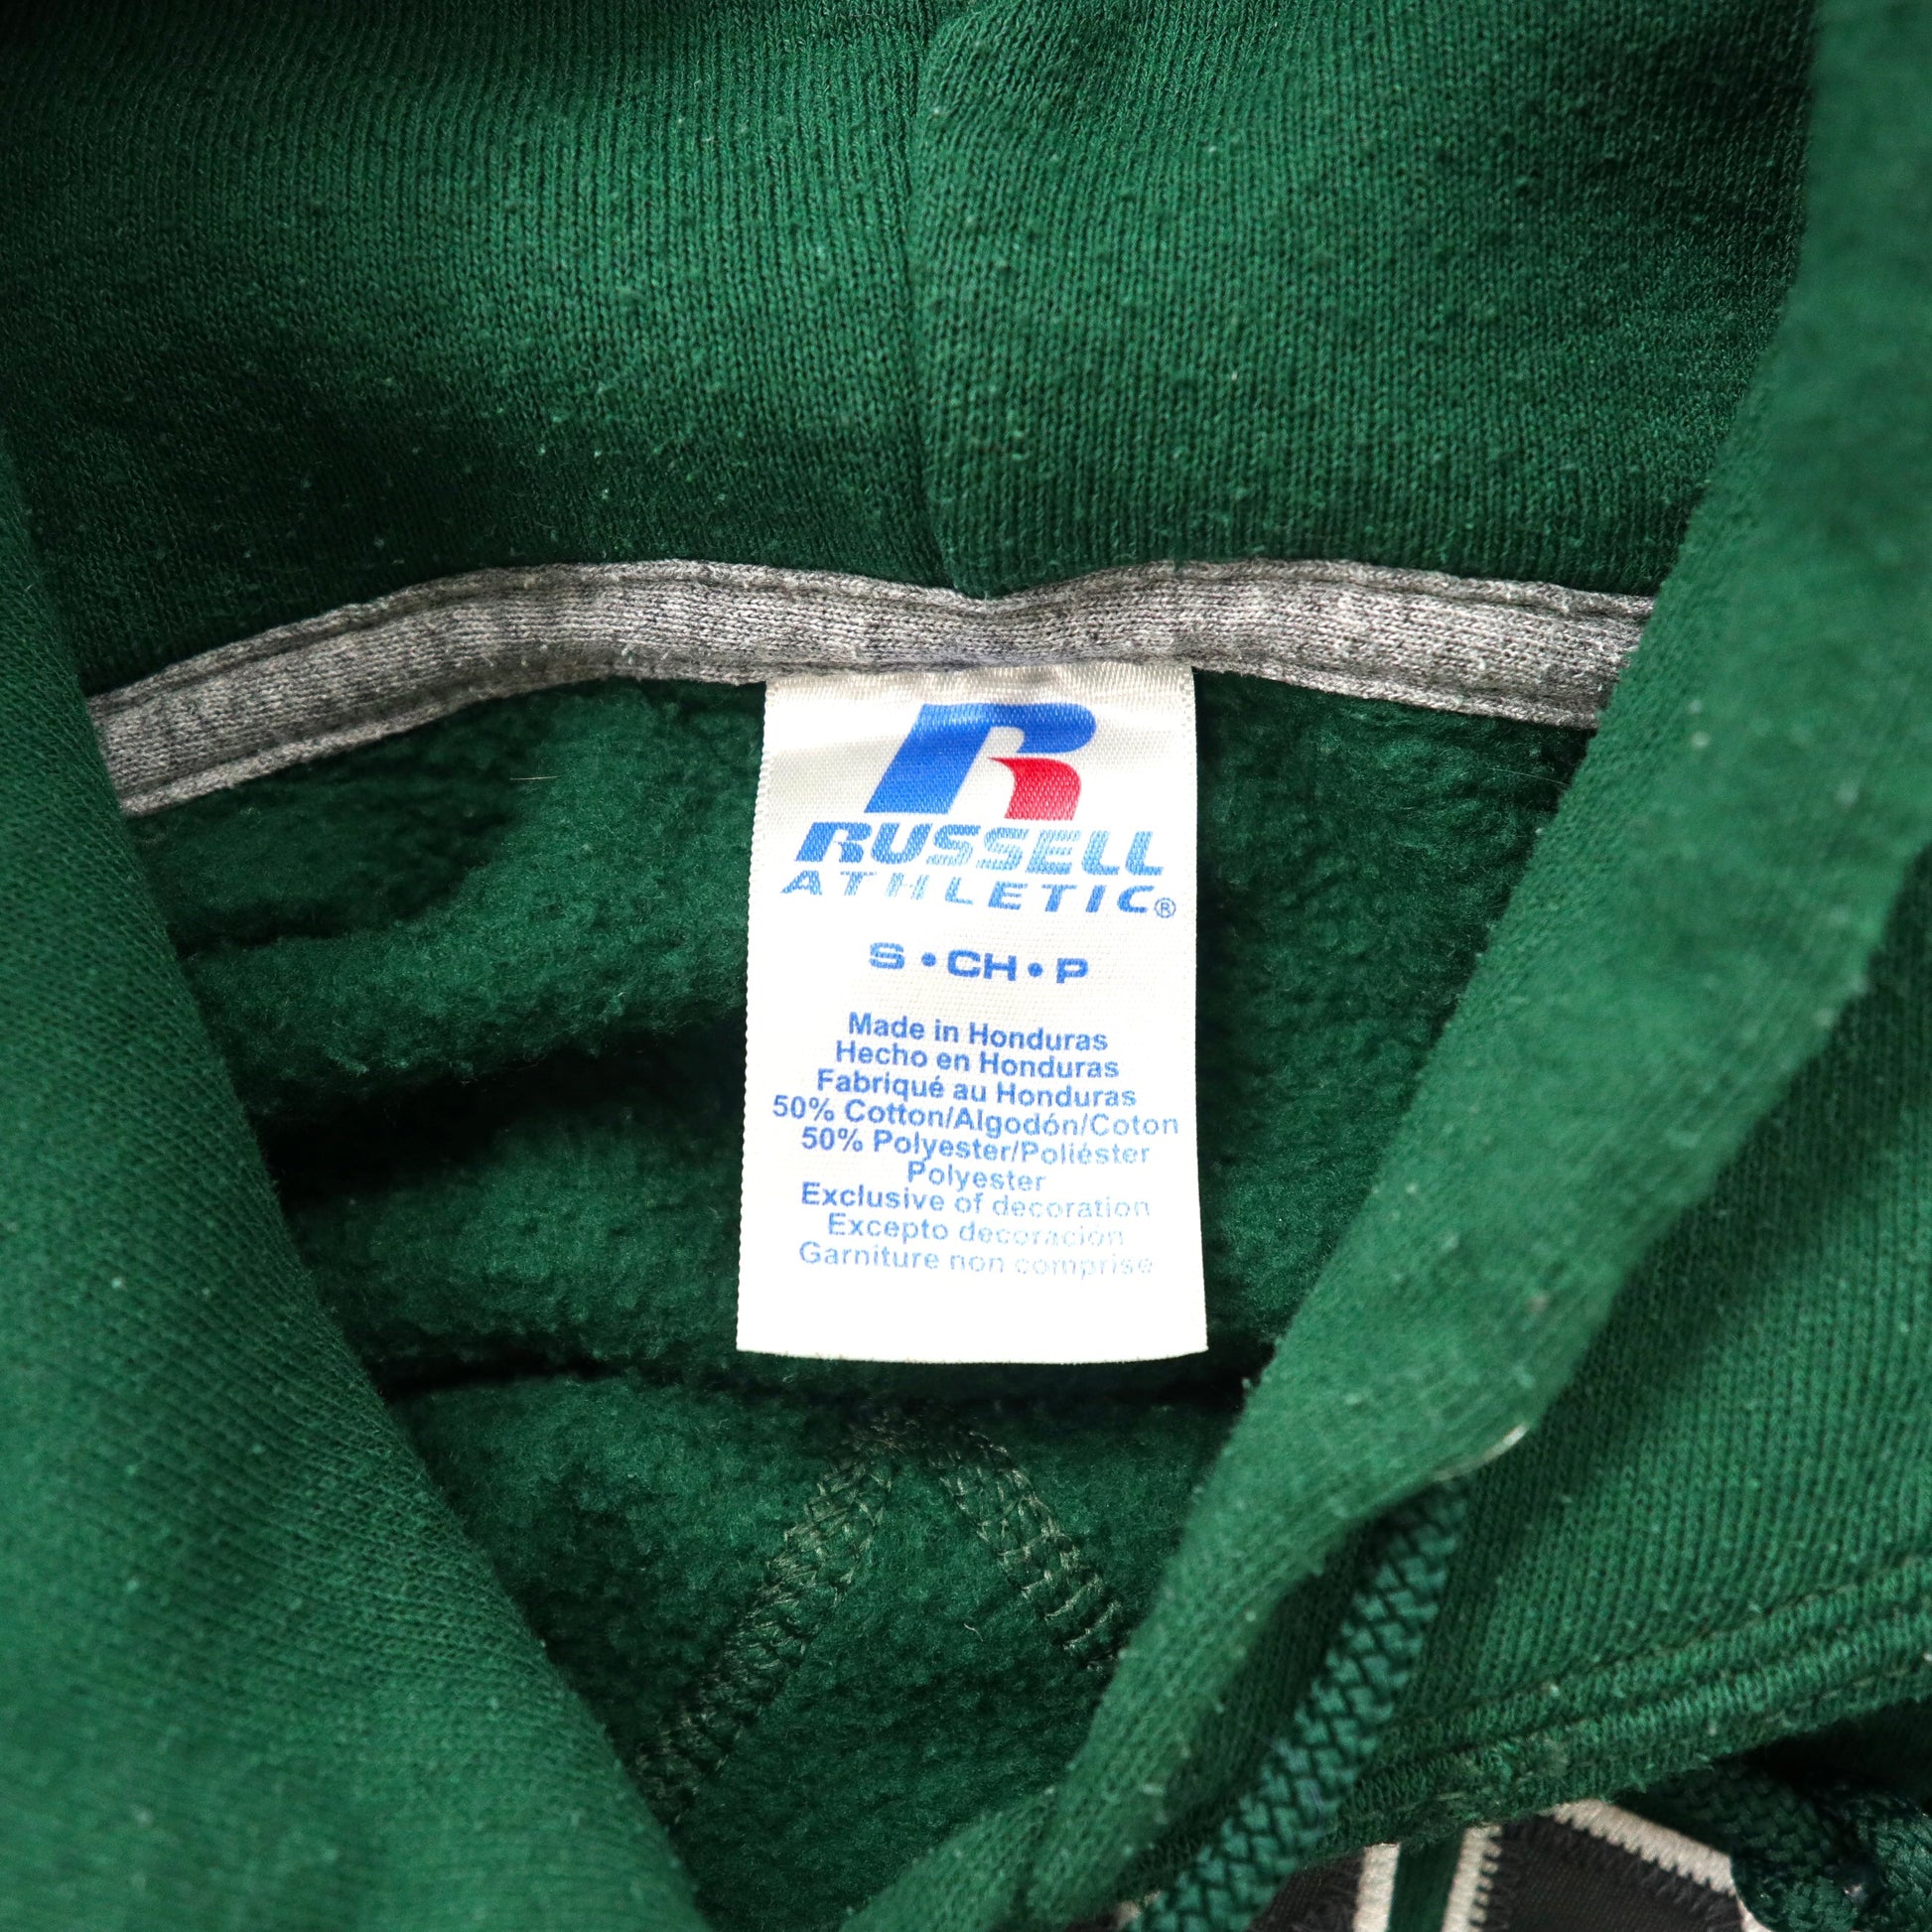 R
RUSSELL
ATHLETIC®
S • CH • P
Made in Honduras
Hecho en Honduras
Fabriqué au Honduras
50% Cotton/Algodón/Coton
50% Polyester/Poliéster
Polyester
Exclusive of decoration
Excepto decoración
Garniture non comprise